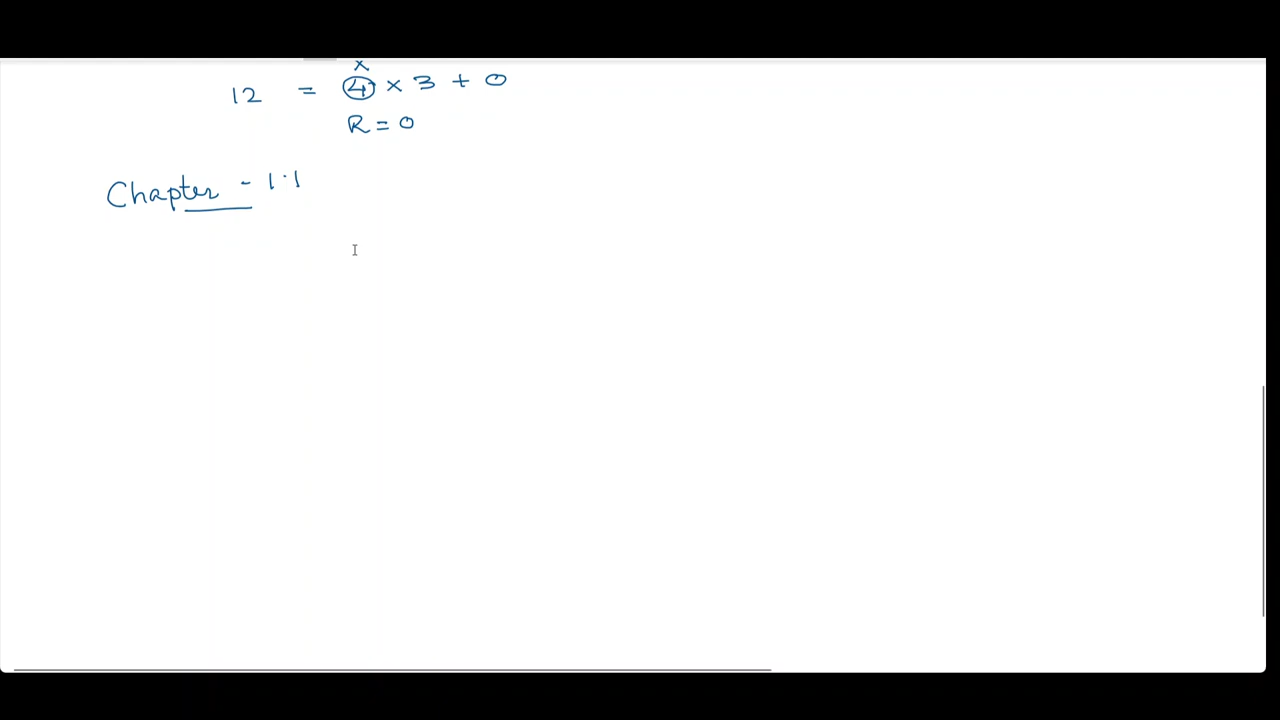 x
12 = 4 × 3 + 0
R = 0
Chapter - 1.1